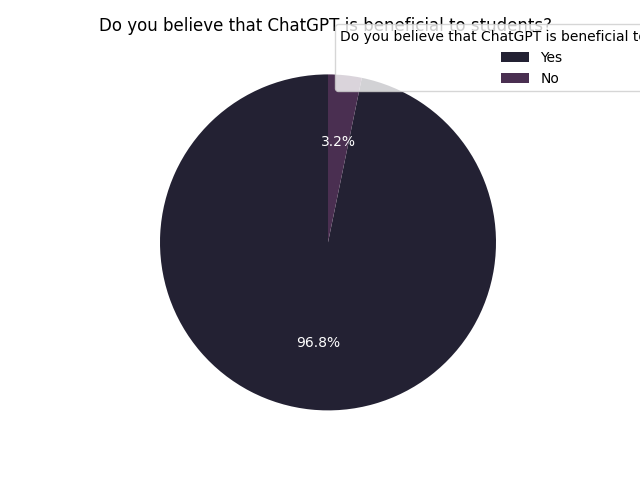 Do you believe that ChatGPT is beneficial to students?
Do you believe that ChatGPT is beneficial
Yes
No
3.2%
96.8%